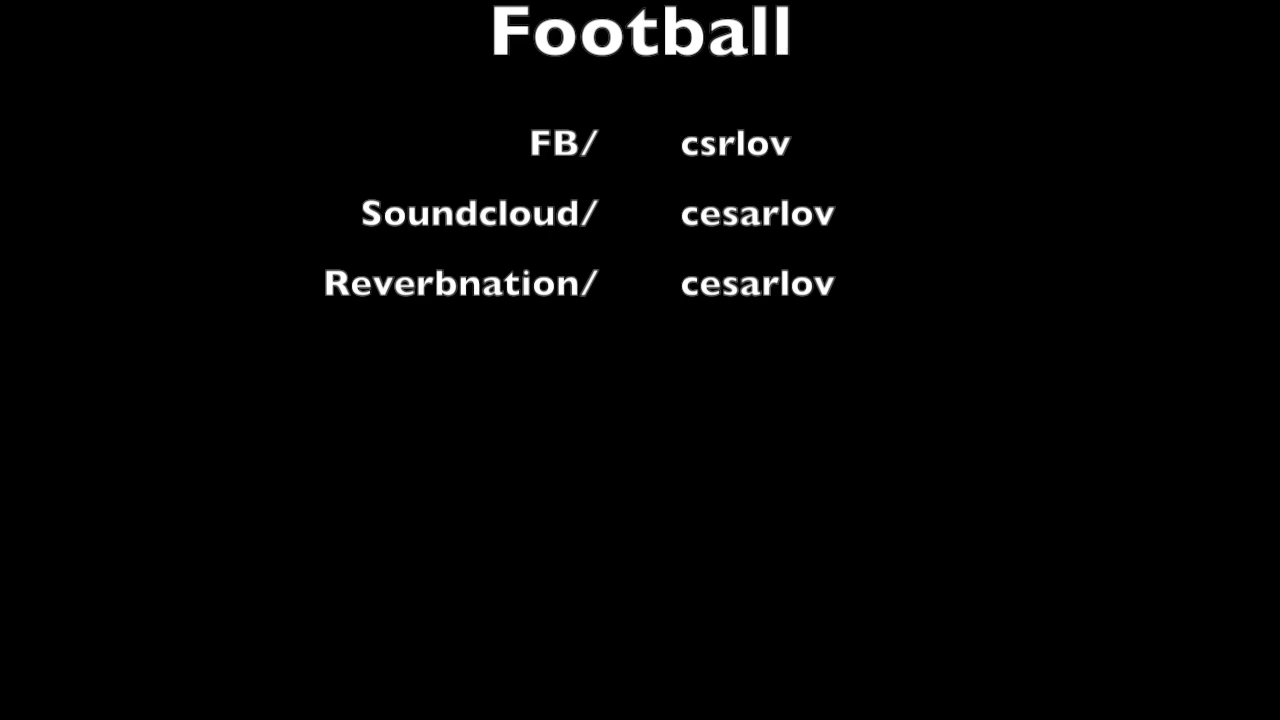 Football
FB/ csrlov
Soundcloud/ cesarlov
Reverbnation/ cesarlov